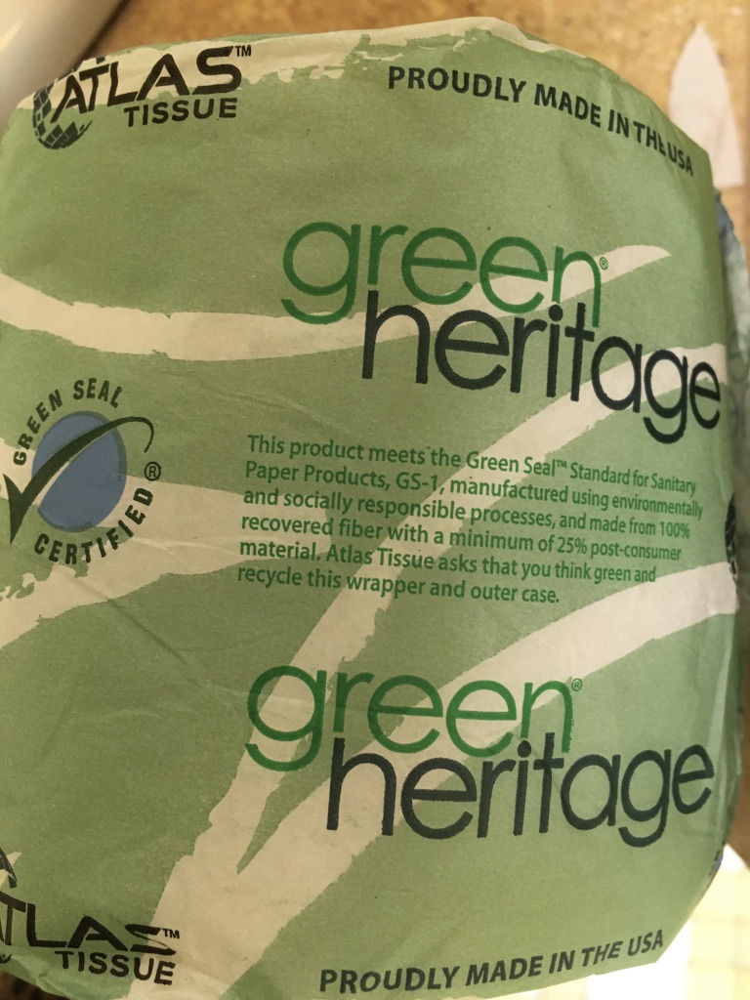 ATLAS™
TISSUE
PROUDLY MADE IN THE USA
green®
heritage
GREEN SEAL
CERTIFIED®
This product meets the Green Seal™ Standard for Sanitary
Paper Products, GS-1, manufactured using environmentally
and socially responsible processes, and made from 100%
recovered fiber with a minimum of 25% post-consumer
material. Atlas Tissue asks that you think green and
recycle this wrapper and outer case.
green®
heritage
TLAS™
TISSUE
PROUDLY MADE IN THE USA